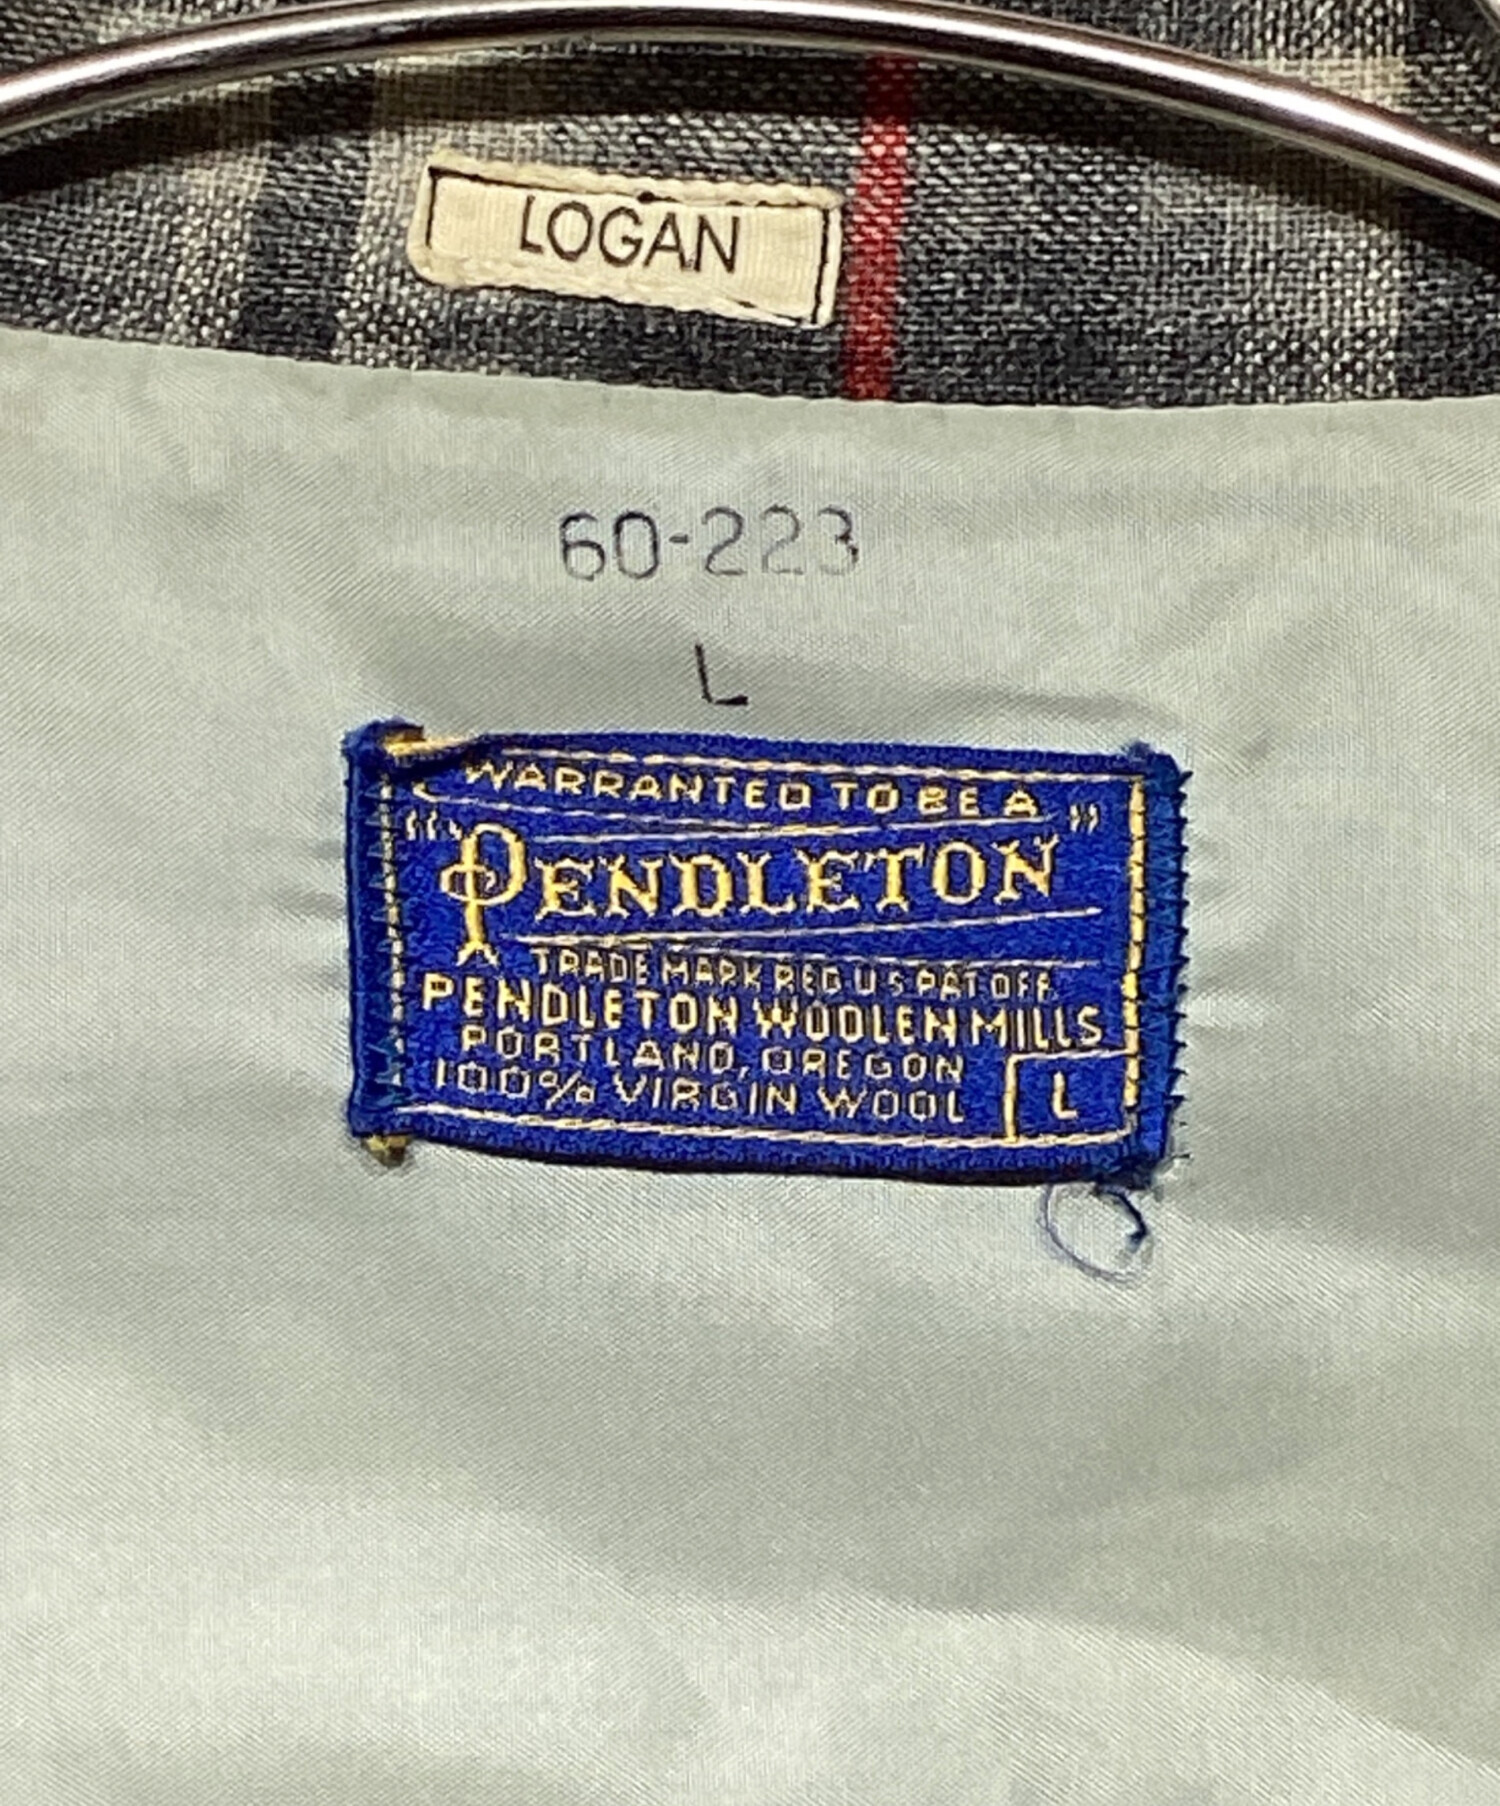 LOGAN
60-223
L
WARRANTED TO BE A
"PENDLETON"
TRADE MARK REG U S PAT OFF.
PENDLETON WOOLEN MILLS
PORTLAND, OREGON
100% VIRGIN WOOL
L